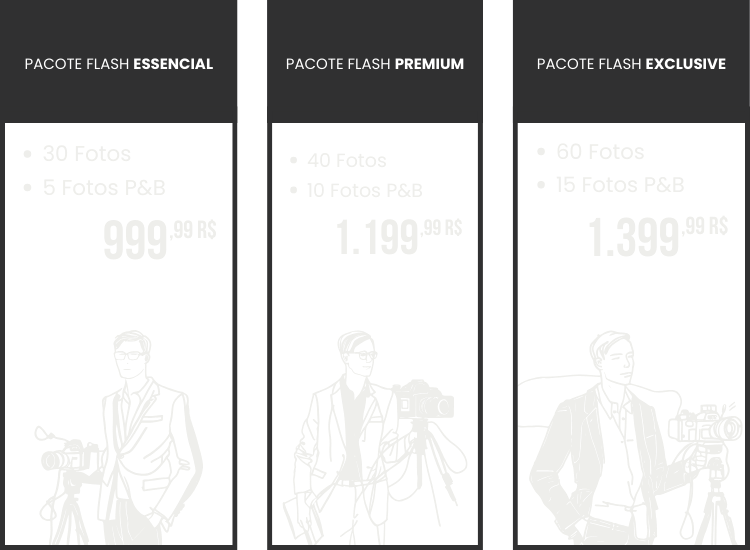 PACOTE FLASH ESSENCIAL
• 30 Fotos
• 5 Fotos P&B
999,99 R$
PACOTE FLASH PREMIUM
• 40 Fotos
• 10 Fotos P&B
1.199,99 R$
PACOTE FLASH EXCLUSIVE
• 60 Fotos
• 15 Fotos P&B
1.399,99 R$